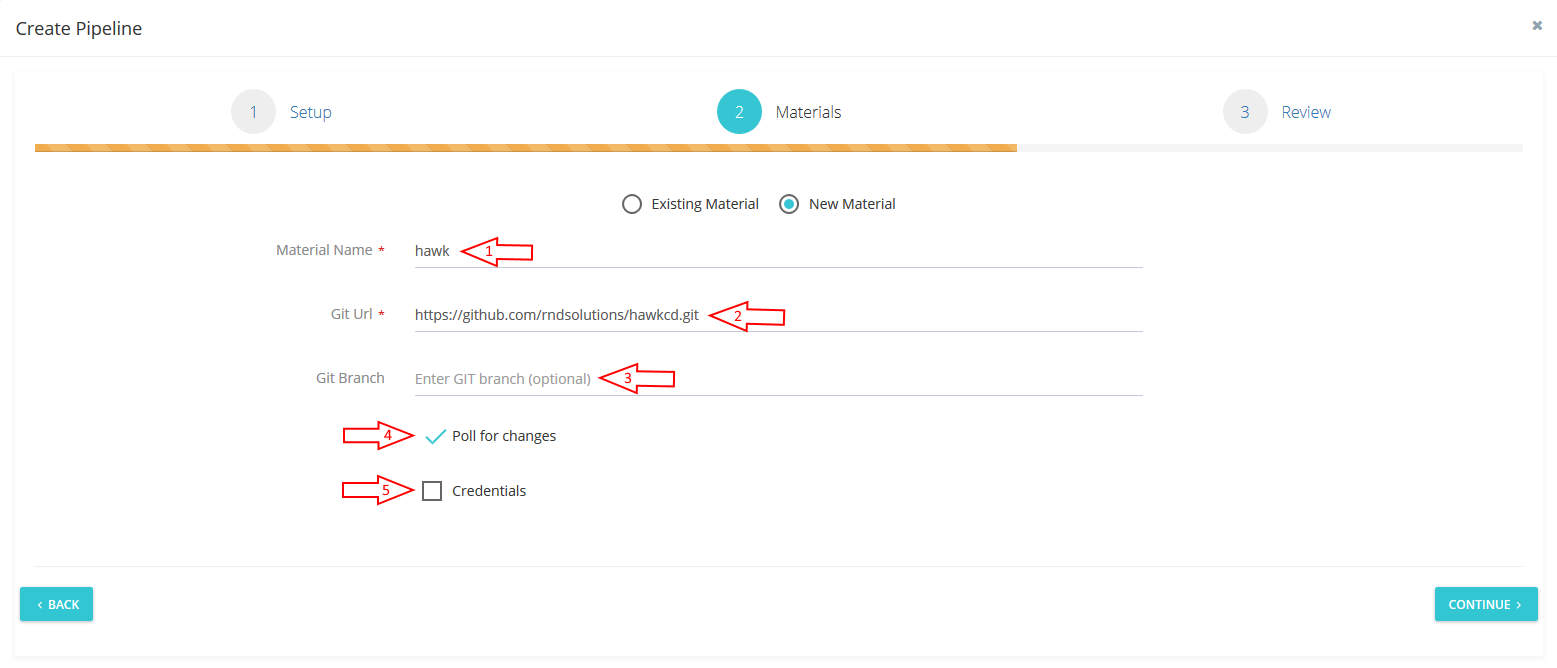 Create Pipeline ✖
1 Setup 2 Materials 3 Review
Existing Material New Material
Material Name * hawk 1
Git Url * https://github.com/rndsolutions/hawkcd.git 2
Git Branch Enter GIT branch (optional) 3
4 Poll for changes
5 Credentials
‹ BACK CONTINUE ›